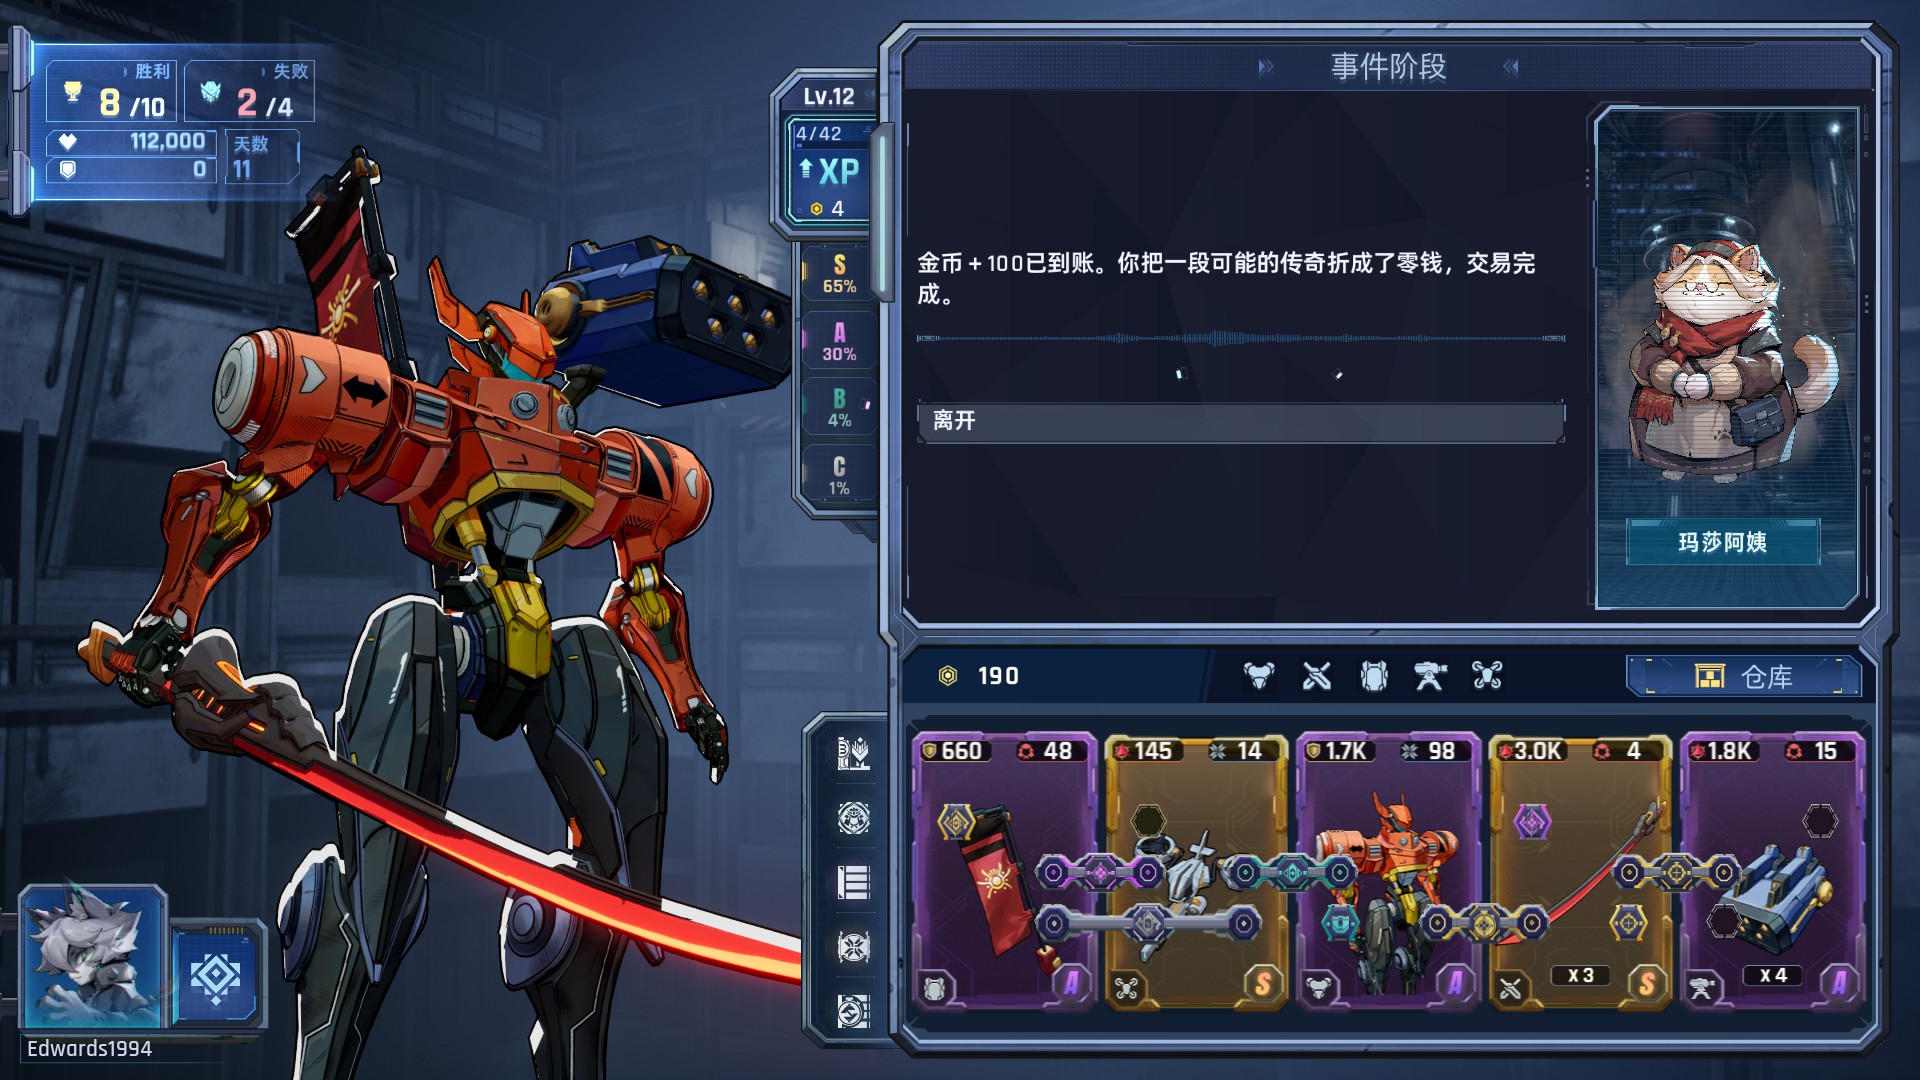 胜利
8/10
失败
2/4
112,000
0
天数
11
Lv.12
4/42
XP
4
S
65%
A
30%
B
4%
C
1%
事件阶段
金币+100已到账。你把一段可能的传奇折成了零钱，交易完
成。
离开
玛莎阿姨
190
仓库
660
48
145
14
1.7K
98
3.0K
4
1.8K
15
A
S
A
x3
S
x4
A
Edwards1994